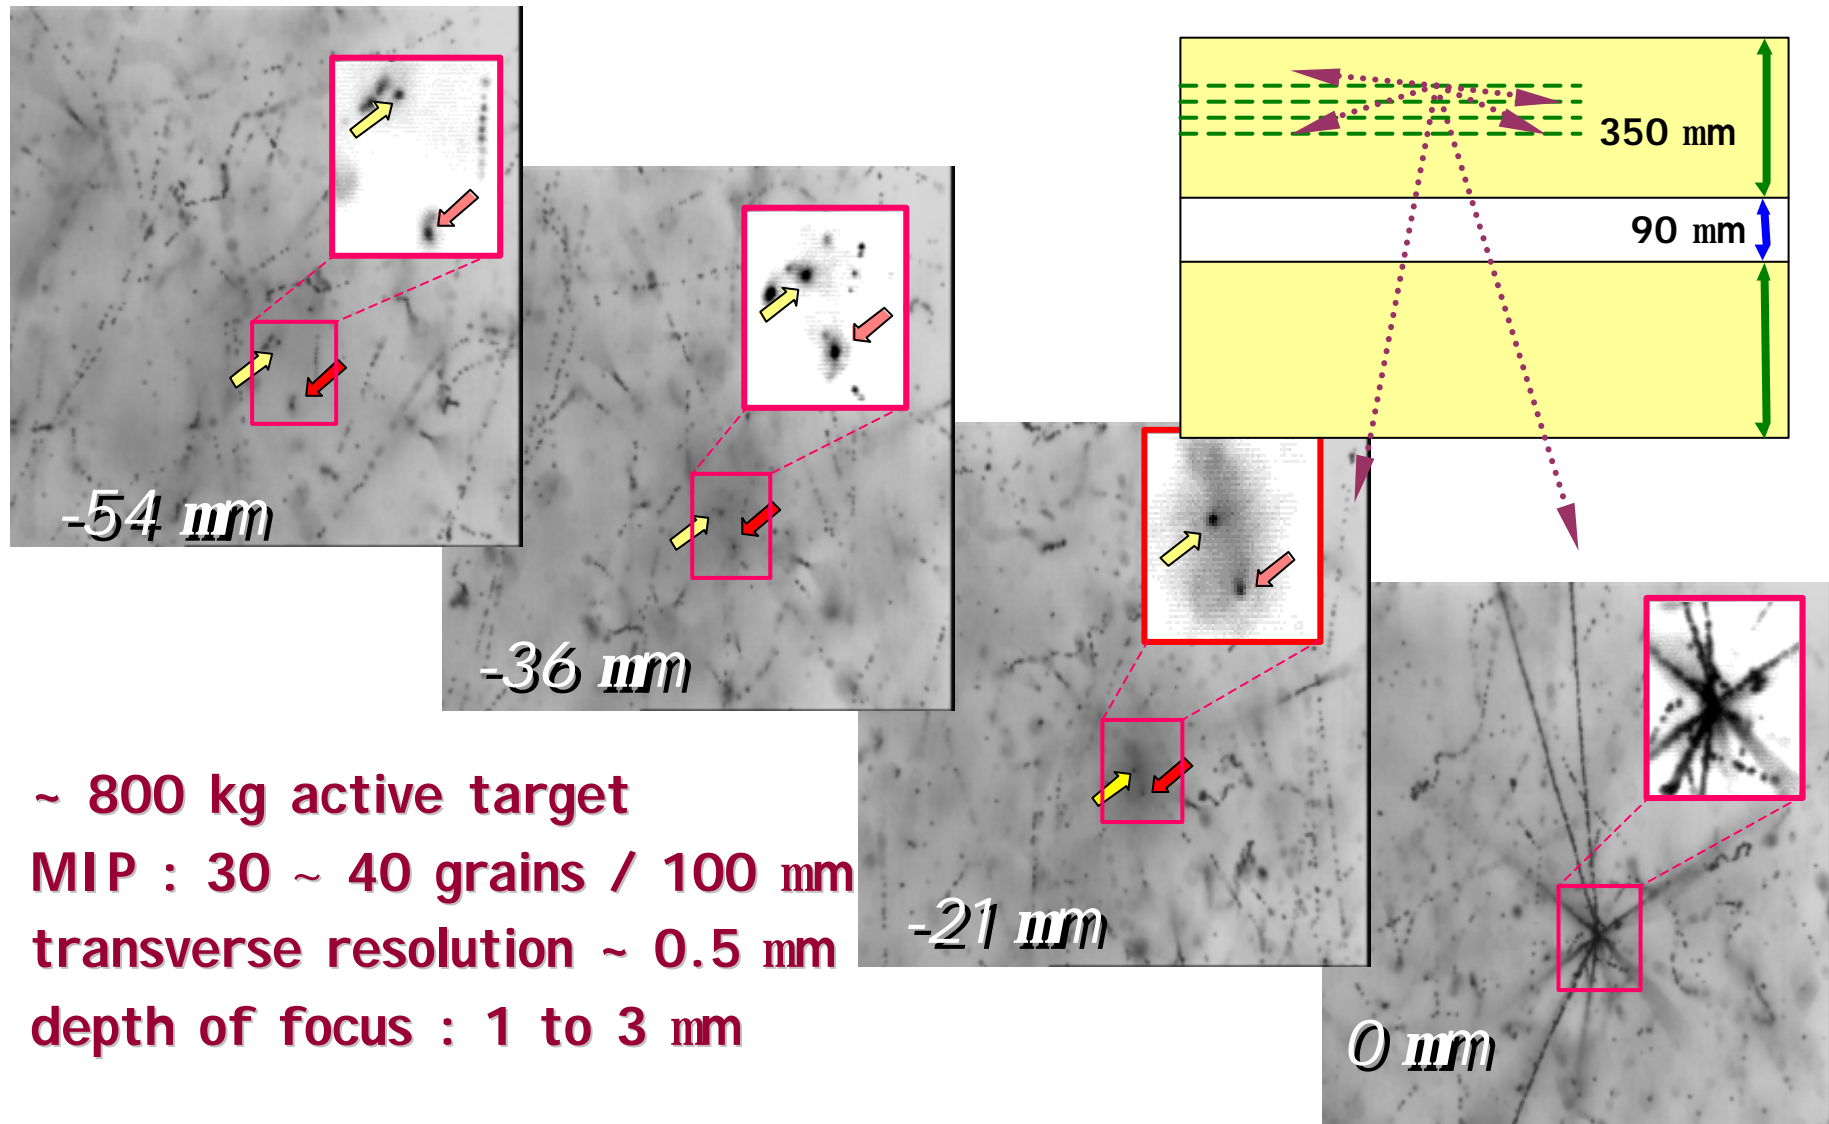 350 mm
90 mm
-54 mm
-36 mm
-21 mm
0 mm
~ 800 kg active target
MIP : 30 ~ 40 grains / 100 mm
transverse resolution ~ 0.5 mm
depth of focus : 1 to 3 mm